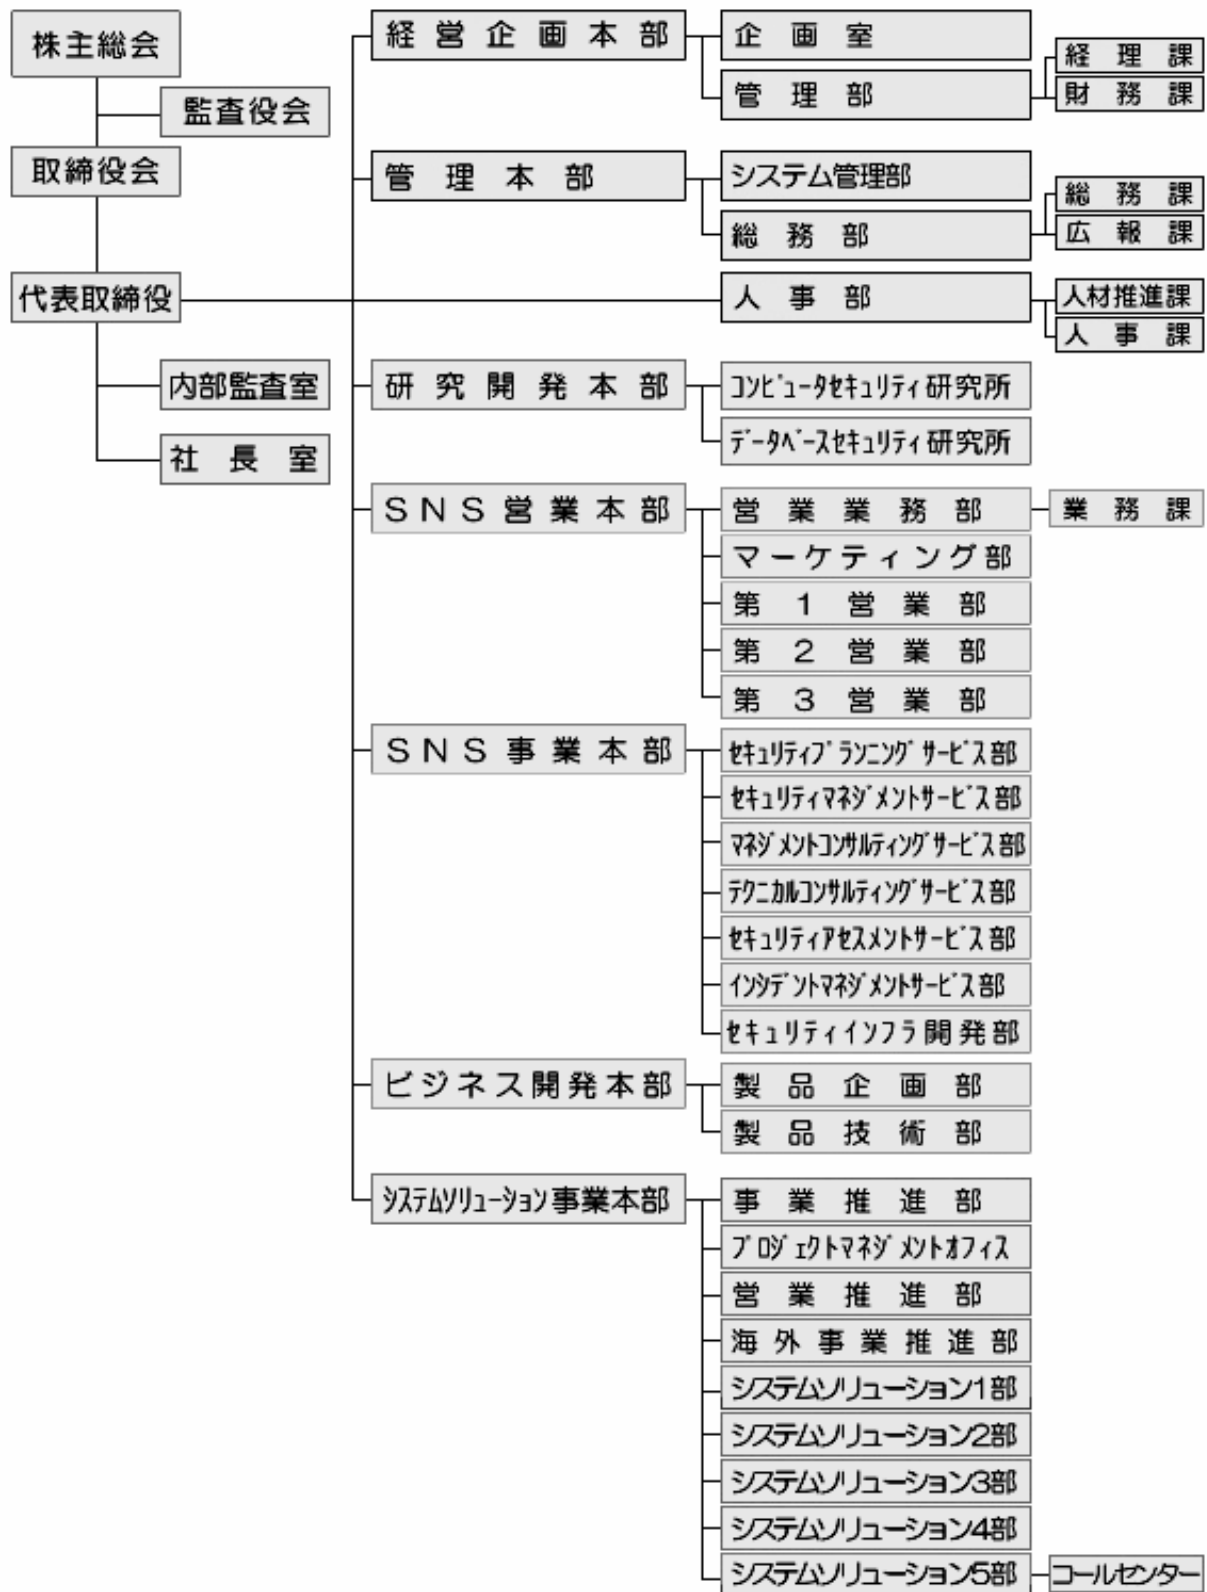 株主総会
監査役会
取締役会
代表取締役
内部監査室
社長室
経営企画本部
企画室
管理部
経理課
財務課
管理本部
システム管理部
総務部
総務課
広報課
人事部
人材推進課
人事課
研究開発本部
コンピュータセキュリティ研究所
データベースセキュリティ研究所
SNS営業本部
営業業務部
業務課
マーケティング部
第1営業部
第2営業部
第3営業部
SNS事業本部
セキュリティプランニングサービス部
セキュリティマネジメントサービス部
マネジメントコンサルティングサービス部
テクニカルコンサルティングサービス部
セキュリティアセスメントサービス部
インシデントマネジメントサービス部
セキュリティインフラ開発部
ビジネス開発本部
製品企画部
製品技術部
システムソリューション事業本部
事業推進部
プロジェクトマネジメントオフィス
営業推進部
海外事業推進部
システムソリューション1部
システムソリューション2部
システムソリューション3部
システムソリューション4部
システムソリューション5部
コールセンター